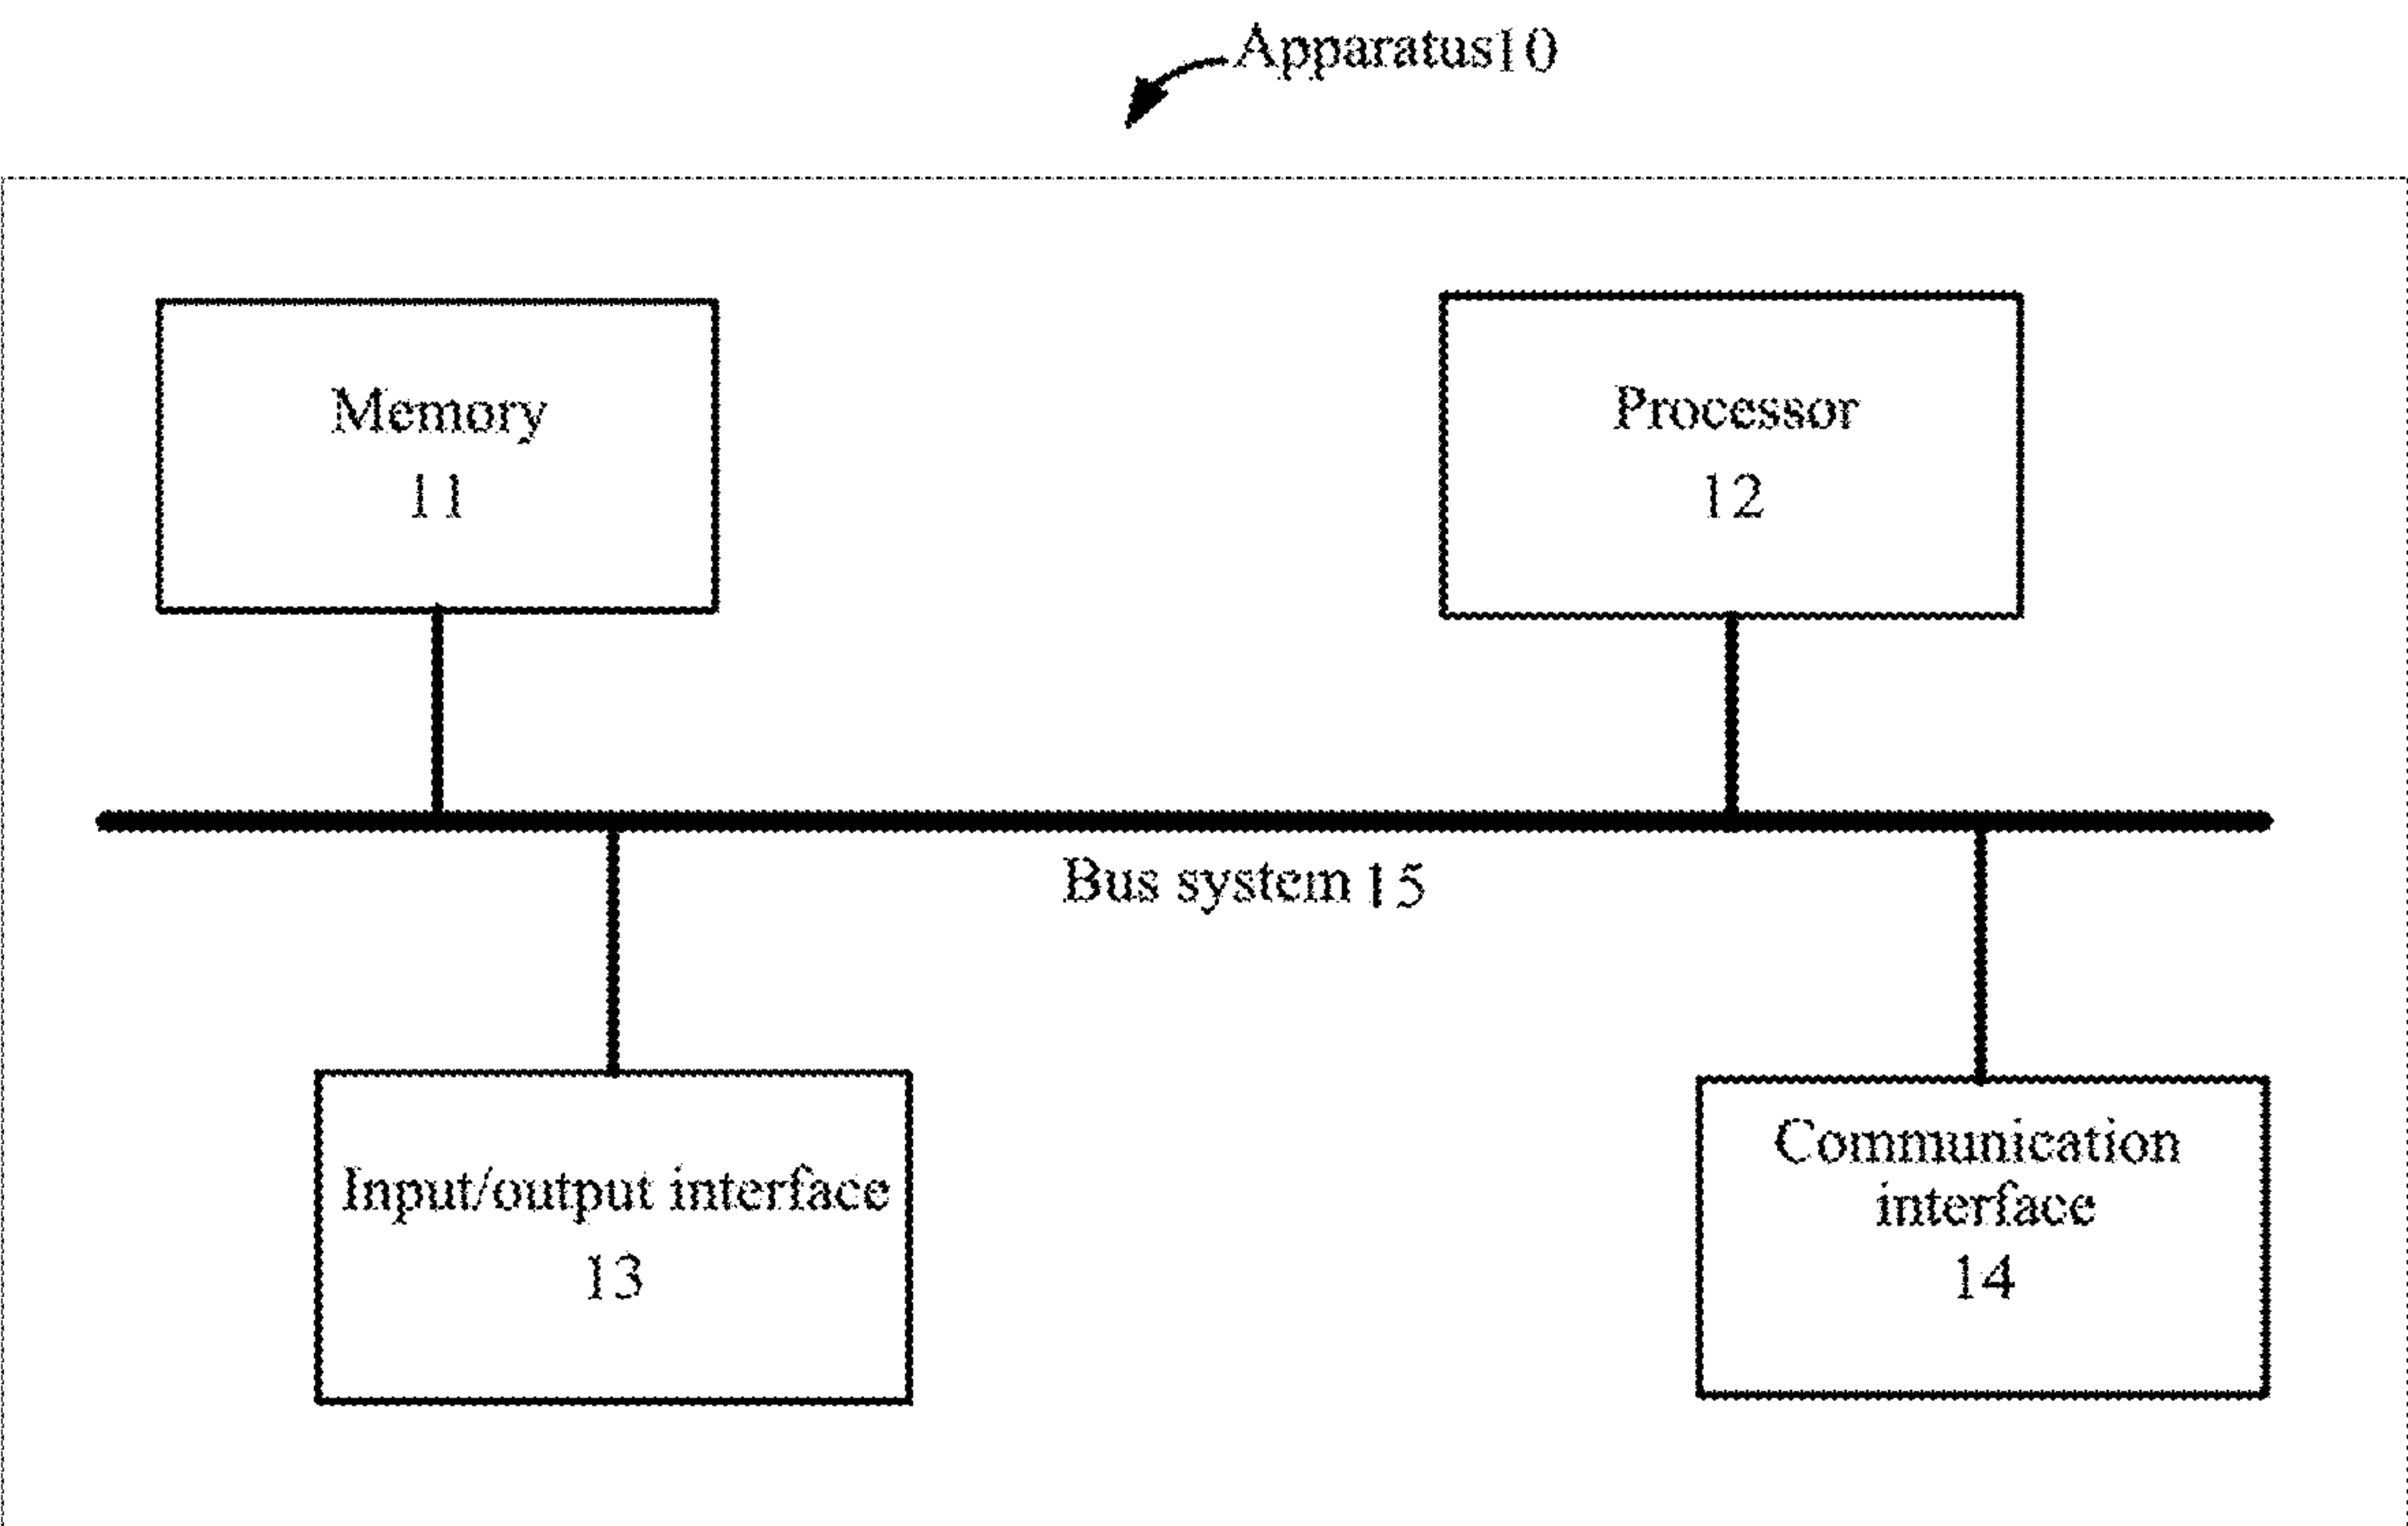 Apparatus10
Memory
11
Processor
12
Bus system 15
Input/output interface
13
Communication
interface
14